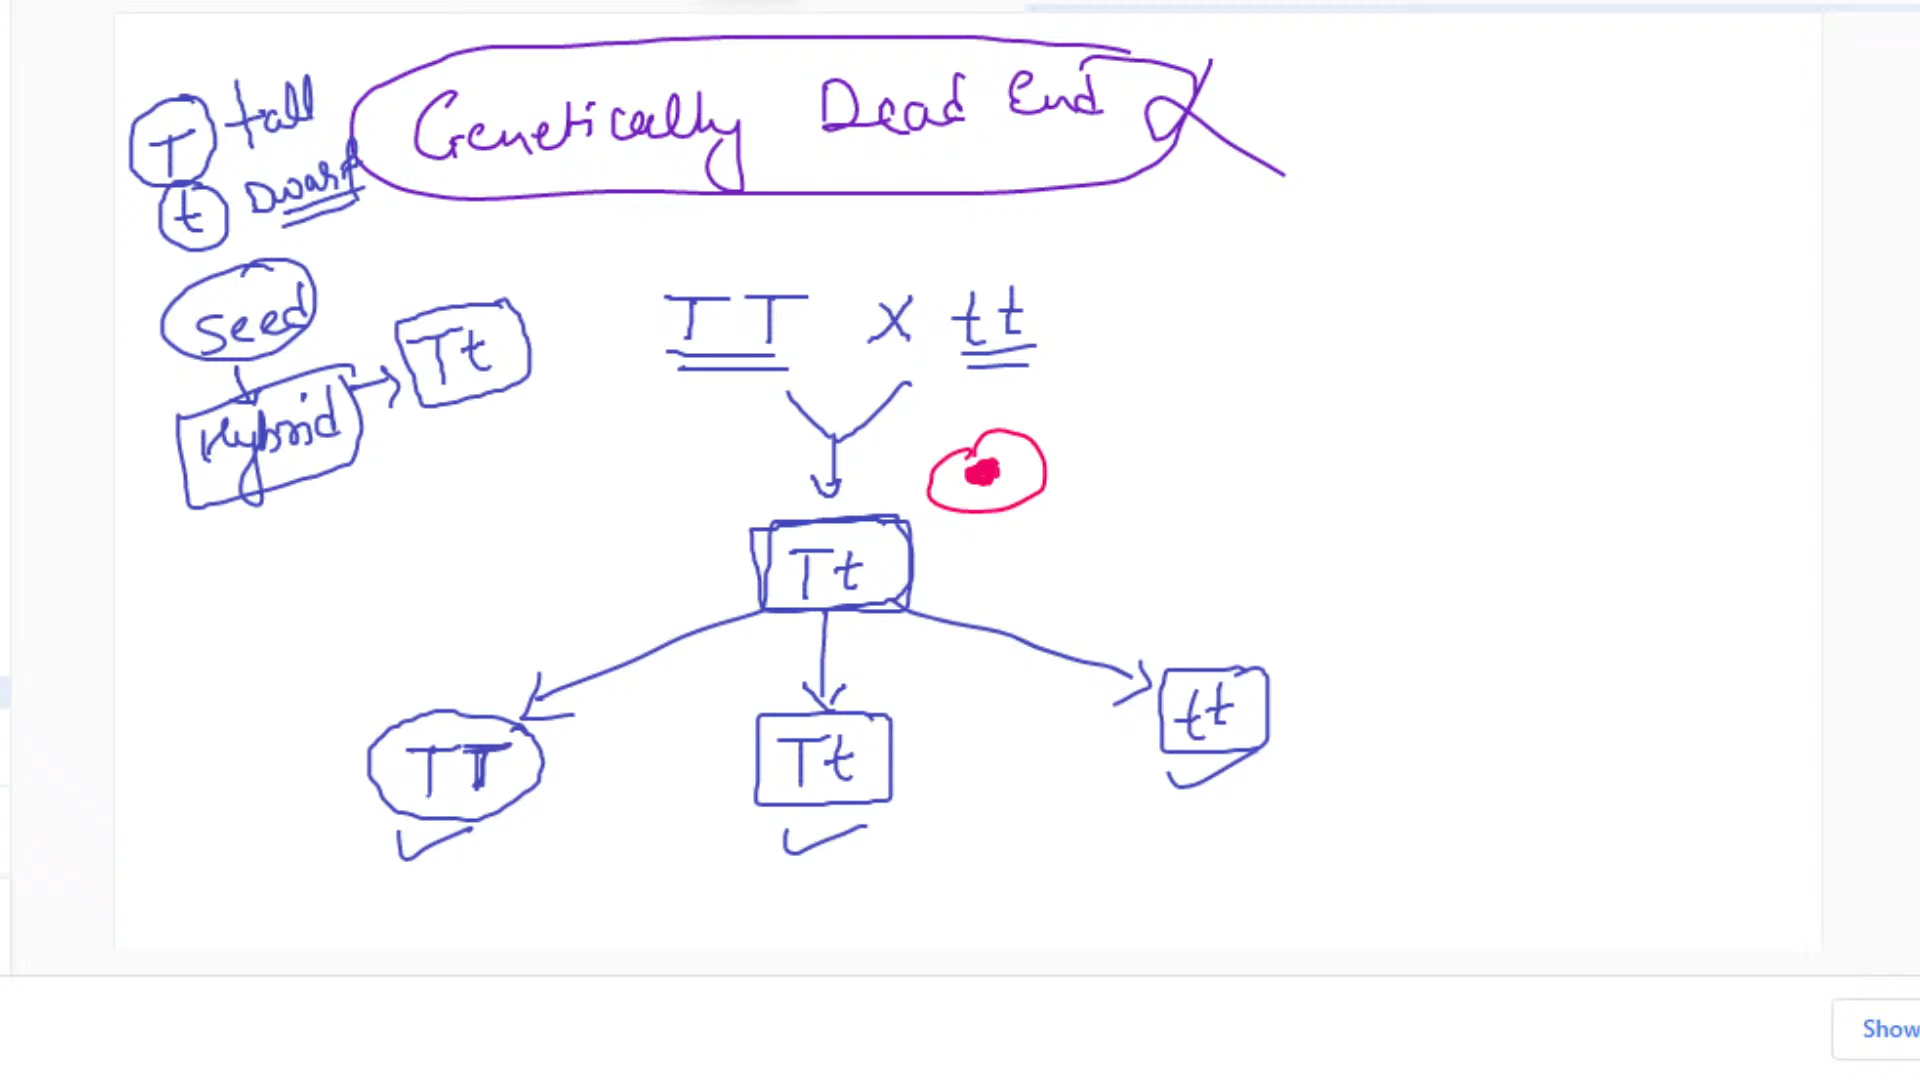 Genetically Dead End
T tall
t Dwarf
Seed
Hybrid
Tt
TT x tt
Tt
TT
Tt
tt
Show